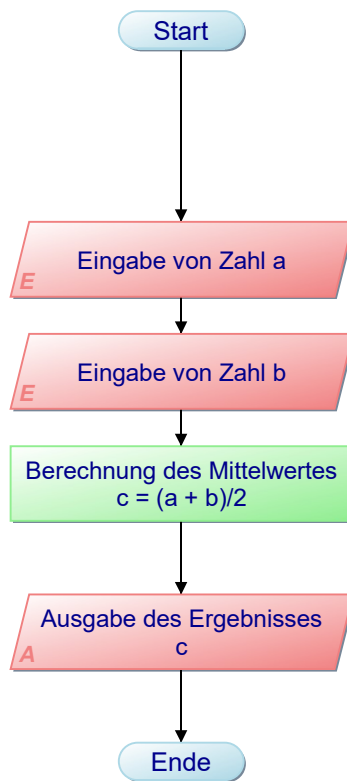 Start
Eingabe von Zahl a
E
Eingabe von Zahl b
E
Berechnung des Mittelwertes
c = (a + b)/2
Ausgabe des Ergebnisses
c
A
Ende